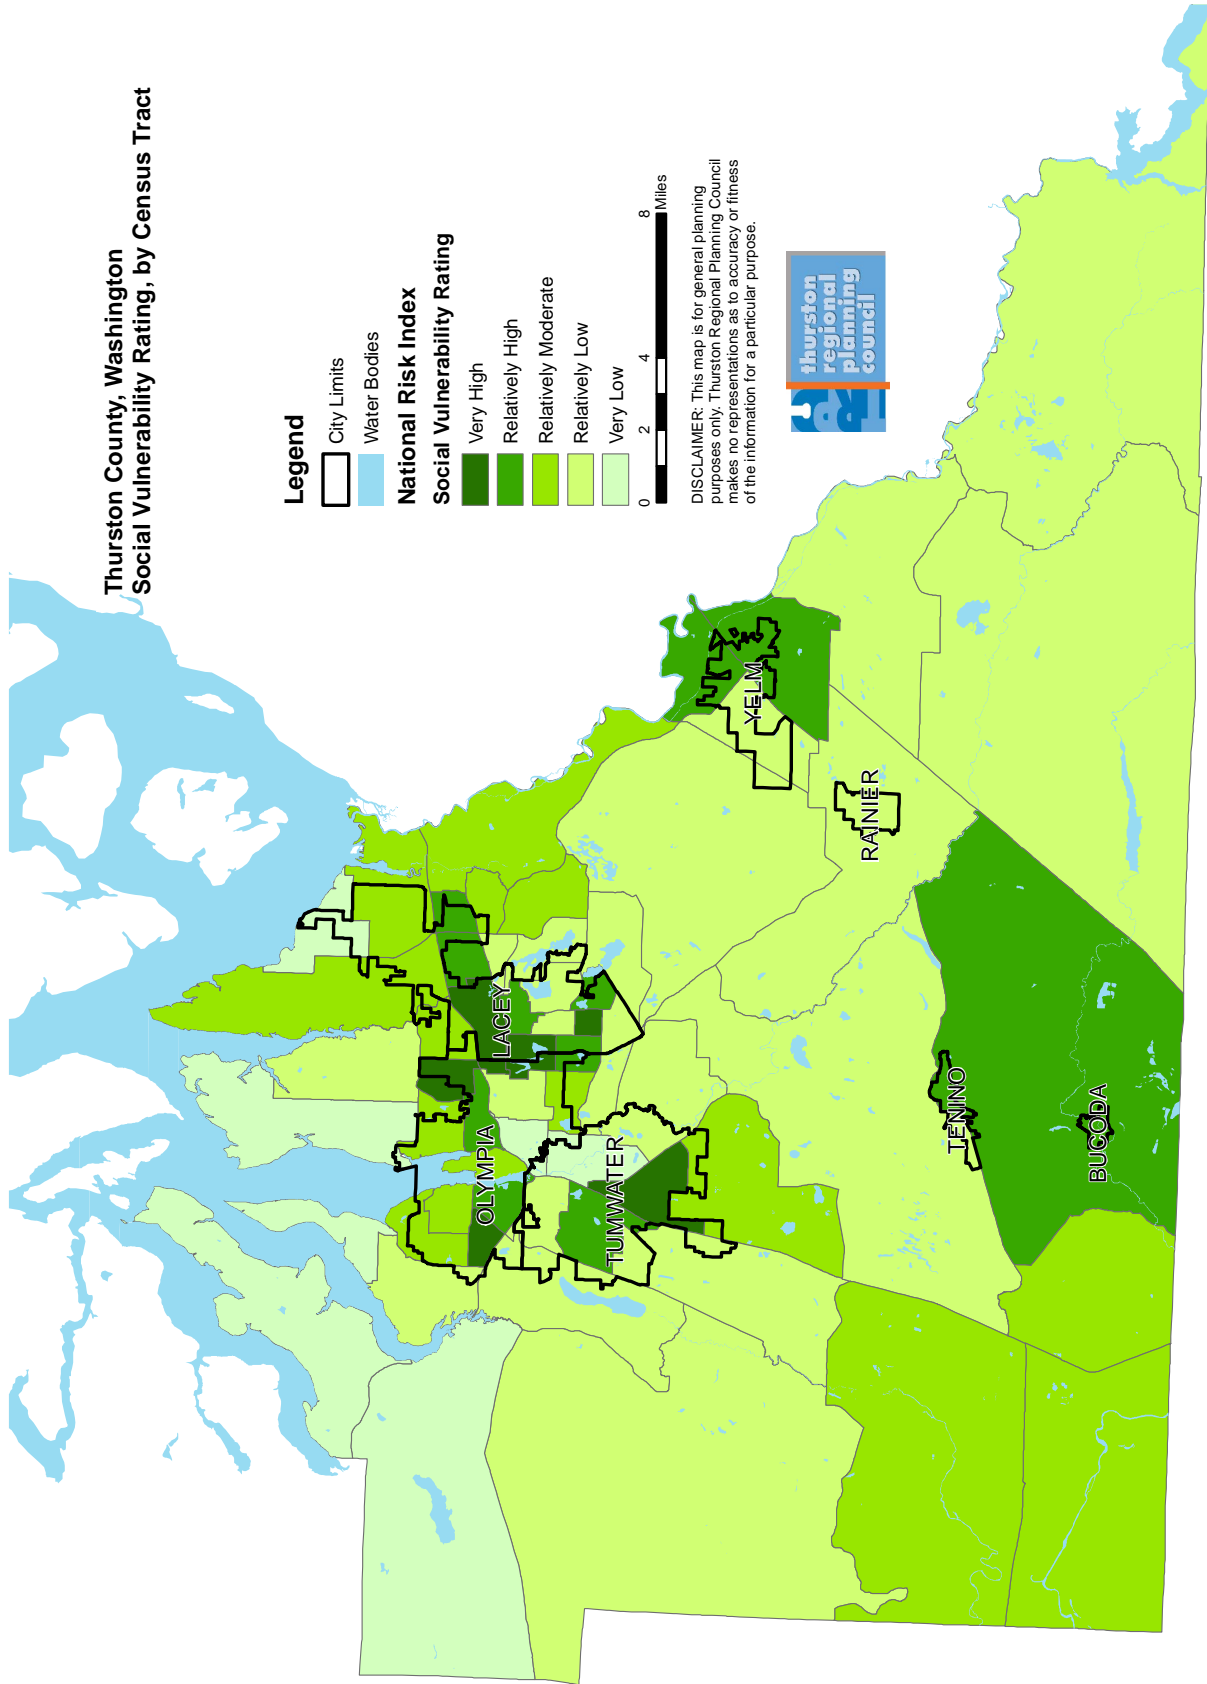 Thurston County, Washington
Social Vulnerability Rating, by Census Tract
Legend
City Limits
Water Bodies
National Risk Index
Social Vulnerability Rating
Very High
Relatively High
Relatively Moderate
Relatively Low
Very Low
0 2 4 8
Miles
DISCLAIMER: This map is for general planning
purposes only. Thurston Regional Planning Council
makes no representations as to accuracy or fitness
of the information for a particular purpose.
TRPC
thurston
regional
planning
council
LACEY
OLYMPIA
TUMWATER
YELM
RAINIER
TENINO
BUCODA